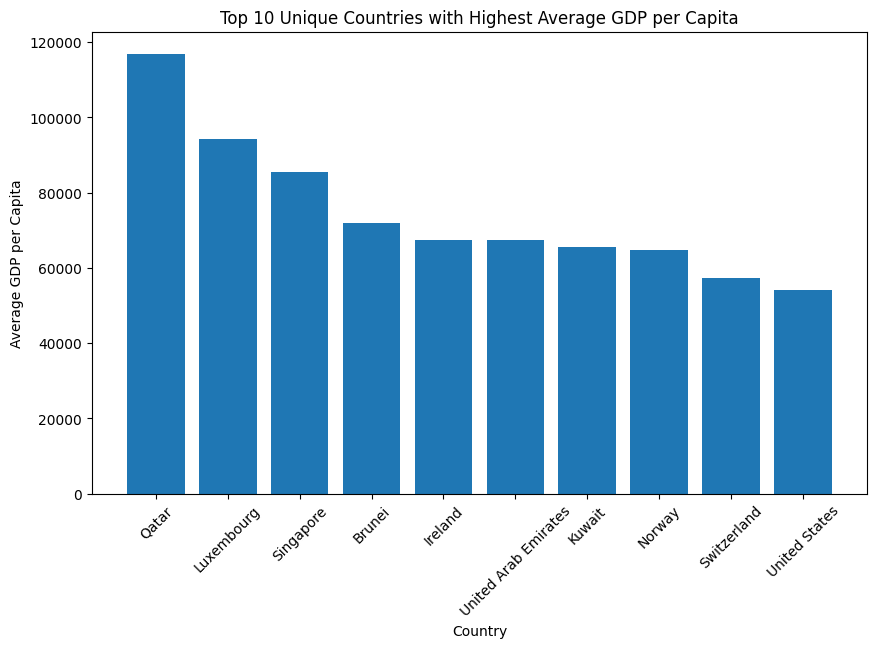 Top 10 Unique Countries with Highest Average GDP per Capita
Average GDP per Capita
120000
100000
80000
60000
40000
20000
0
Qatar
Luxembourg
Singapore
Brunei
Ireland
United Arab Emirates
Kuwait
Norway
Switzerland
United States
Country